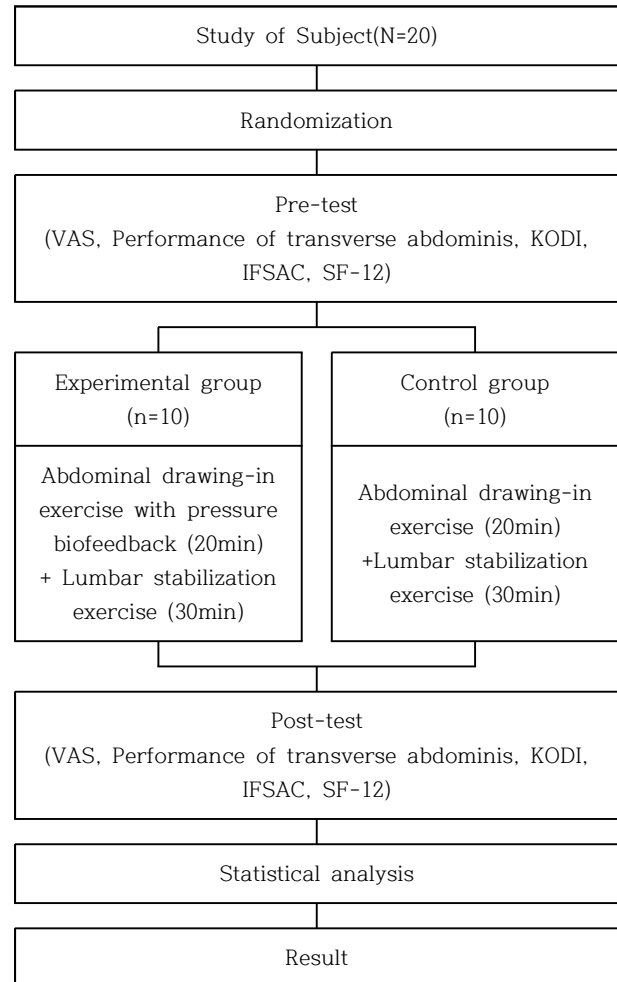 Study of Subject(N=20)
Randomization
Pre-test
(VAS, Performance of transverse abdominis, KODI,
IFSAC, SF-12)
Experimental group
(n=10)
Abdominal drawing-in
exercise with pressure
biofeedback (20min)
+ Lumbar stabilization
exercise (30min)
Control group
(n=10)
Abdominal drawing-in
exercise (20min)
+Lumbar stabilization
exercise (30min)
Post-test
(VAS, Performance of transverse abdominis, KODI,
IFSAC, SF-12)
Statistical analysis
Result